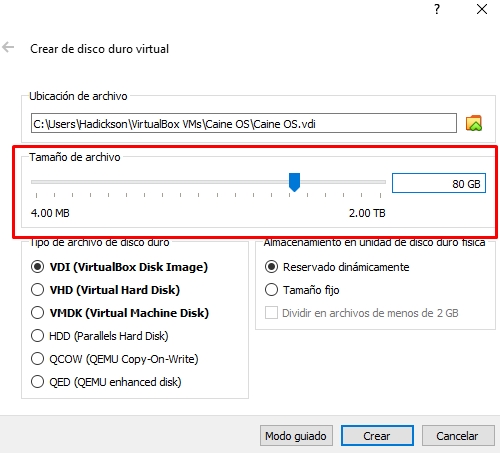 ?
Crear de disco duro virtual
Ubicación de archivo
C:\Users\Hadickson\VirtualBox VMs\Caine OS\Caine OS.vdi
Tamaño de archivo
80 GB
4.00 MB 2.00 TB
Tipo de archivo de disco duro
VDI (VirtualBox Disk Image)
VHD (Virtual Hard Disk)
VMDK (Virtual Machine Disk)
HDD (Parallels Hard Disk)
QCOW (QEMU Copy-On-Write)
QED (QEMU enhanced disk)
Almacenamiento en unidad de disco duro física
Reservado dinámicamente
Tamaño fijo
Dividir en archivos de menos de 2 GB
Modo guiado Crear Cancelar